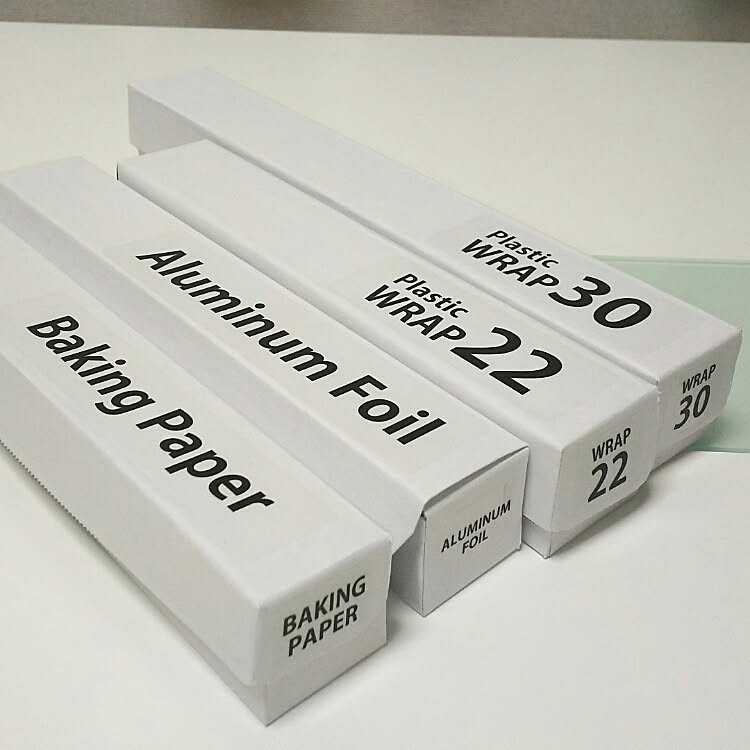 Plastic
WRAP 30
WRAP
30
Plastic
WRAP 22
WRAP
22
Aluminum Foil
ALUMINUM
FOIL
Baking Paper
BAKING
PAPER